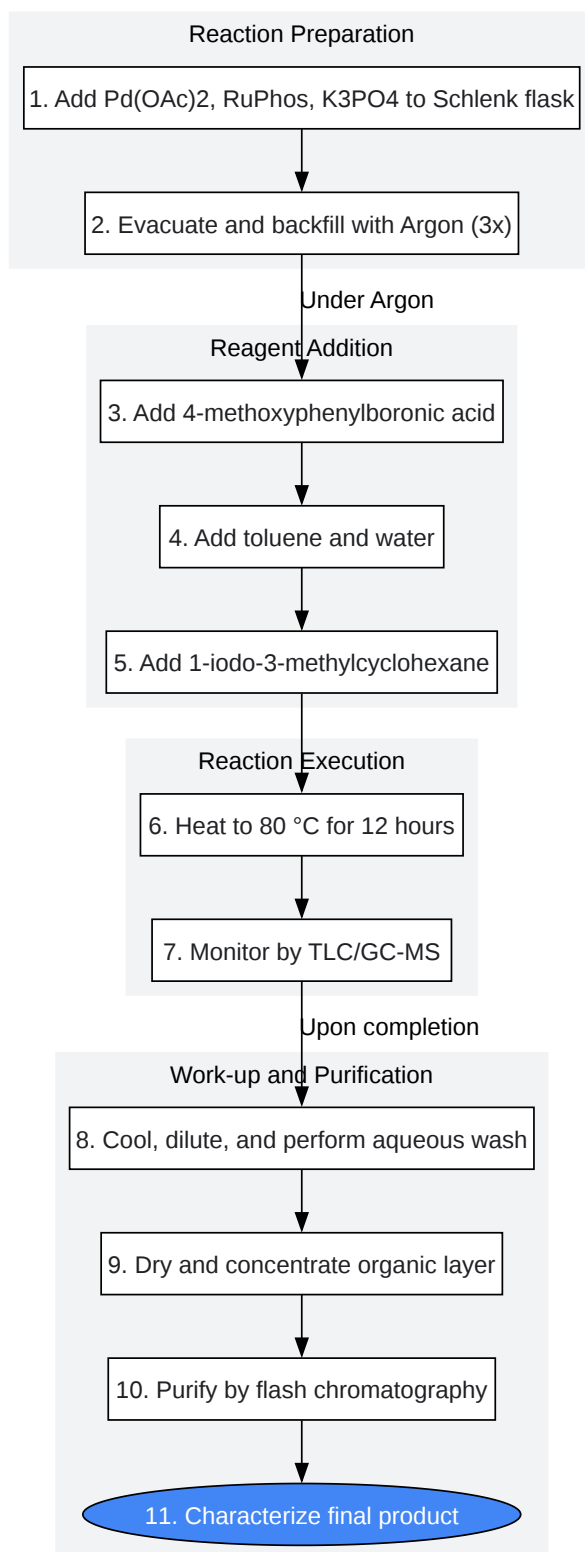 Reaction Preparation
1. Add Pd(OAc)2, RuPhos, K3PO4 to Schlenk flask
2. Evacuate and backfill with Argon (3x)
Under Argon
Reagent Addition
3. Add 4-methoxyphenylboronic acid
4. Add toluene and water
5. Add 1-iodo-3-methylcyclohexane
Reaction Execution
6. Heat to 80 °C for 12 hours
7. Monitor by TLC/GC-MS
Upon completion
Work-up and Purification
8. Cool, dilute, and perform aqueous wash
9. Dry and concentrate organic layer
10. Purify by flash chromatography
11. Characterize final product